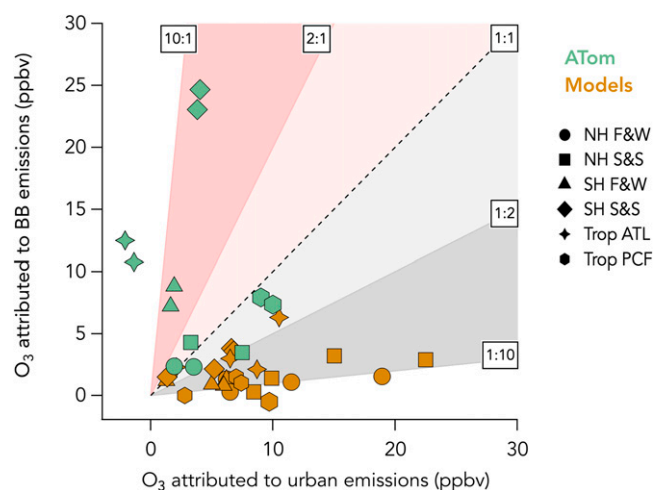 30
25
20
15
10
5
0
O3 attributed to BB emissions (ppbv)
10:1
2:1
1:1
1:2
1:10
0
10
20
30
O3 attributed to urban emissions (ppbv)
ATom
Models
NH F&W
NH S&S
SH F&W
SH S&S
Trop ATL
Trop PCF